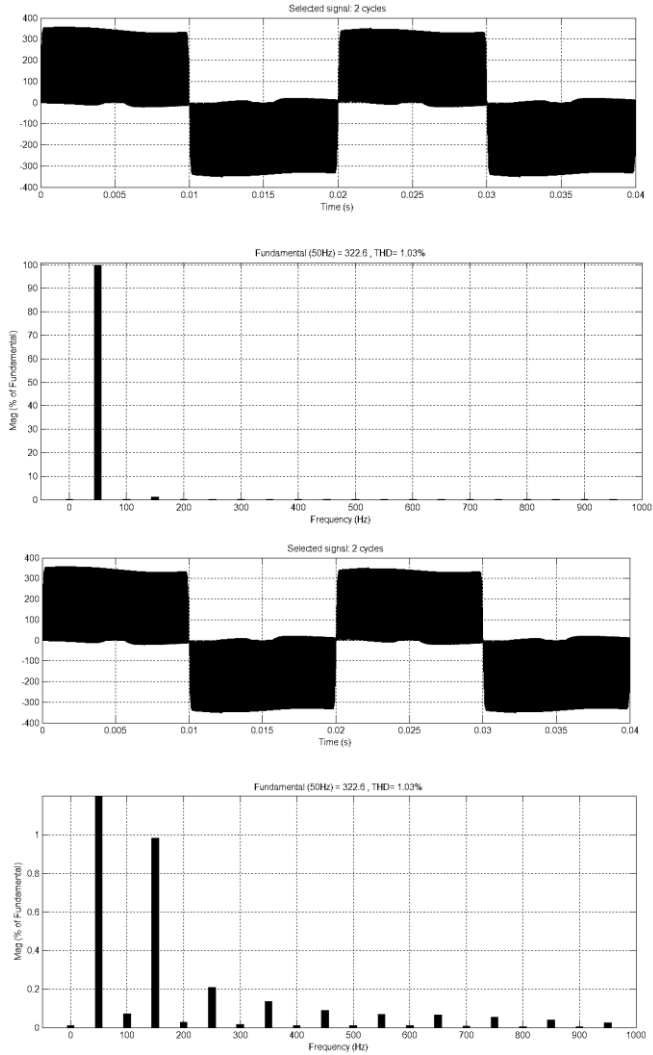 Selected signal: 2 cycles
400
300
200
100
0
-100
-200
-300
-400
0 0.005 0.01 0.015 0.02 0.025 0.03 0.035 0.04
Time (s)
Fundamental (50Hz) = 322.6 , THD= 1.03%
100
90
80
70
60
50
40
30
20
10
0
Mag (% of Fundamental)
0 100 200 300 400 500 600 700 800 900 1000
Frequency (Hz)
Selected signal: 2 cycles
400
300
200
100
0
-100
-200
-300
-400
0 0.005 0.01 0.015 0.02 0.025 0.03 0.035 0.04
Time (s)
Fundamental (50Hz) = 322.6 , THD= 1.03%
1
0.8
0.6
0.4
0.2
0
Mag (% of Fundamental)
0 100 200 300 400 500 600 700 800 900 1000
Frequency (Hz)